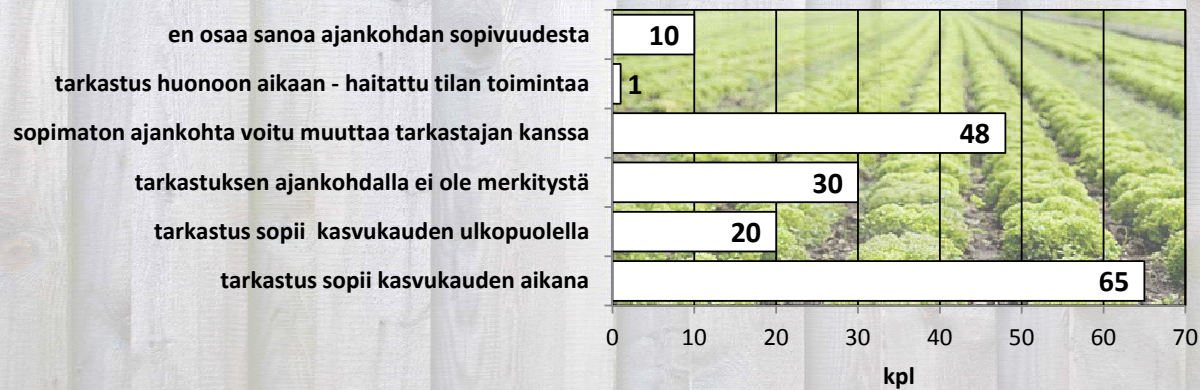 en osaa sanoa ajankohdan sopivuudesta
10
tarkastus huonoon aikaan - haitattu tilan toimintaa
1
sopimaton ajankohta voitu muuttaa tarkastajan kanssa
48
tarkastuksen ajankohdalla ei ole merkitystä
30
tarkastus sopii kasvukauden ulkopuolella
20
tarkastus sopii kasvukauden aikana
65
0 10 20 30 40 50 60 70
kpl